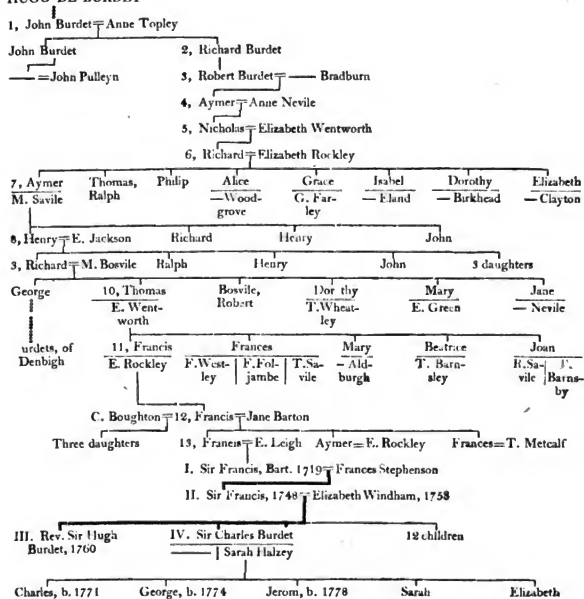 HUGO DE BURDET
1, John Burdet = Anne Topley
John Burdet 2, Richard Burdet
—— = John Pulleyn 3, Robert Burdet = —— Bradburn
4, Aymer = Anne Nevile
5, Nicholas = Elizabeth Wentworth
6, Richard = Elizabeth Rockley
7, Aymer Thomas, Philip Alice Grace Isabel Dorothy Elizabeth
M. Savile Ralph — Wood- G. Far- — Eland — Birkhead — Clayton
grove ley
8, Henry = E. Jackson Richard Henry John
3, Richard = M. Bosvile Ralph Henry John 3 daughters
George 10, Thomas Bosvile, Dor thy Mary Jane
E. Went- Robert T. Wheat- E. Green — Nevile
worth ley
urdets, of 11, Francis Frances Mary Beatrice Joan
Denbigh E. Rockley F. West- | F. Fol- | T. Sa- — Ald- T. Barn- R. Sa- |
ley | jambe | vile burgh sley vile | Barns-
by
C. Boughton = 12, Francis = Jane Barton
Three daughters 13, Francis = E. Leigh Aymer = E. Rockley Frances = T. Metcalf
I. Sir Francis, Bart. 1719 = Frances Stephenson
II. Sir Francis, 1748 = Elizabeth Windham, 1758
III. Rev. Sir Hugh IV. Sir Charles Burdet 12 children
Burdet, 1760 —— | Sarah Halzey
Charles, b. 1771 George, b. 1774 Jerom, b. 1778 Sarah Elizabeth